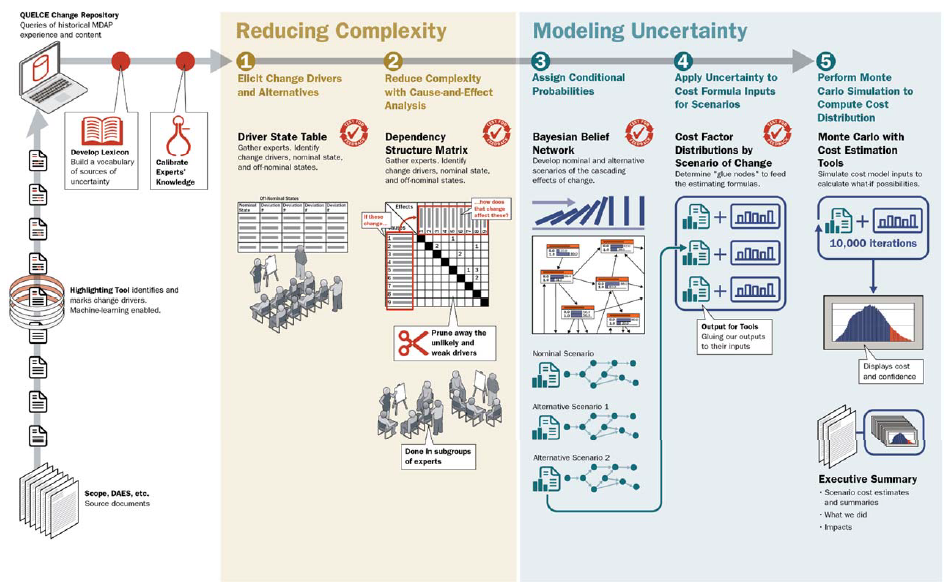 QUELCE Change Repository
Queries of historical MDAP
experience and content
Develop Lexicon
Build a vocabulary
of sources of
uncertainty
Calibrate
Experts'
Knowledge
Highlighting Tool identifies and
marks change drivers.
Machine-learning enabled.
Scope, DAES, etc.
Source documents
Reducing Complexity
1
Elicit Change Drivers
and Alternatives
Driver State Table
Gather experts. Identify
change drivers, nominal state,
and off-nominal states.
Off-Nominal States
Nominal State
Deviation
Deviation
Deviation
Deviation
2
Reduce Complexity
with Cause-and-Effect
Analysis
Dependency
Structure Matrix
Gather experts. Identify
change drivers, nominal state,
and off-nominal states.
Effects
If these
change...
...how does
that change
effect these?
Prune away the
unlikely and
weak drivers
Done in subgroups
of experts
Modeling Uncertainty
3
Assign Conditional
Probabilities
Bayesian Belief
Network
Develop nominal and alternative
scenarios of the cascading
effects of change.
Nominal Scenario
Alternative Scenario 1
Alternative Scenario 2
4
Apply Uncertainty to
Cost Formula Inputs
for Scenarios
Cost Factor
Distributions by
Scenario of Change
Determine "glue nodes" to feed
the estimating formulas.
+
+
+
Output for Tools
Gluing our outputs
to their inputs
5
Perform Monte
Carlo Simulation to
Compute Cost
Distribution
Monte Carlo with
Cost Estimation
Tools
Simulate cost model inputs to
calculate what-if possibilities.
+
10,000 iterations
Displays cost
and confidence
Executive Summary
• Scenario cost estimates
and summaries
• What we did
• Impacts